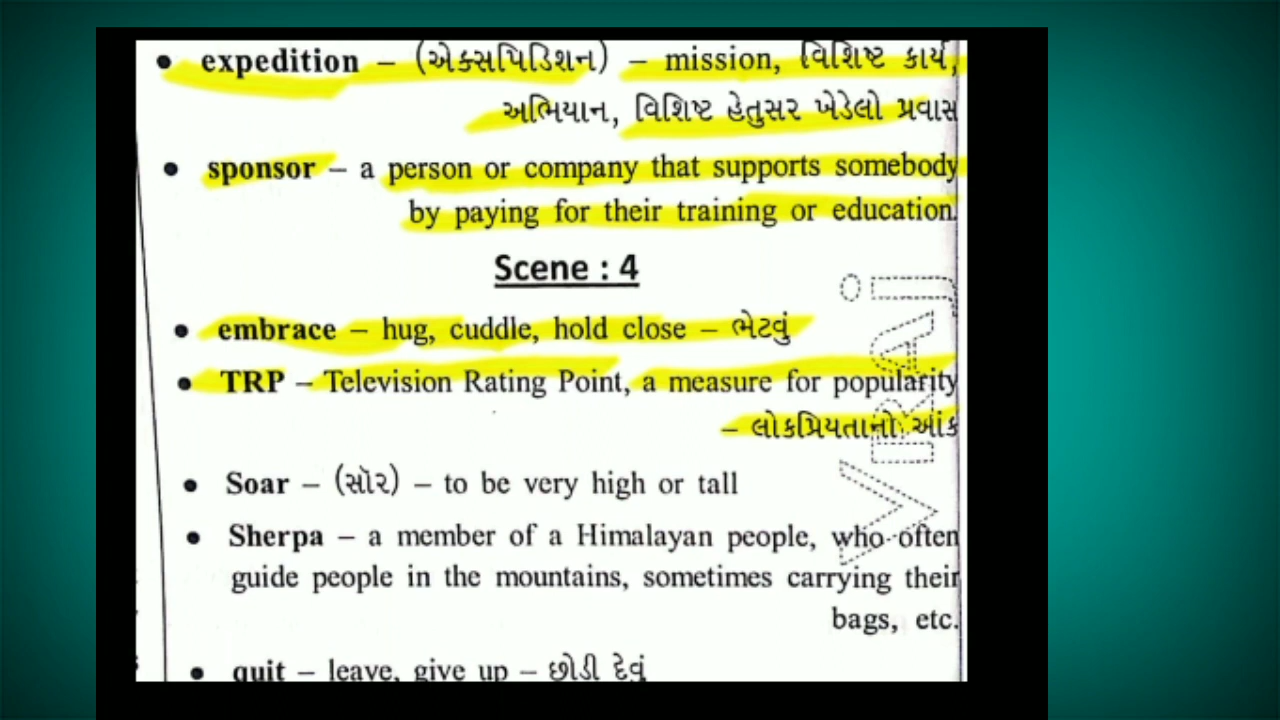 • expedition – (એક્સપિડિશન) – mission, વિશિષ્ટ કાર્ય,
અભિયાન, વિશિષ્ટ હેતુસર ખેડેલો પ્રવાસ
• sponsor – a person or company that supports somebody
by paying for their training or education.
Scene : 4
• embrace – hug, cuddle, hold close – ભેટવું
• TRP – Television Rating Point, a measure for popularity
– લોકપ્રિયતાનો આંક
• Soar – (સૉર) – to be very high or tall
• Sherpa – a member of a Himalayan people, who often
guide people in the mountains, sometimes carrying their
bags, etc.
• quit – leave, give up – છોડી દેવું
VIRAj